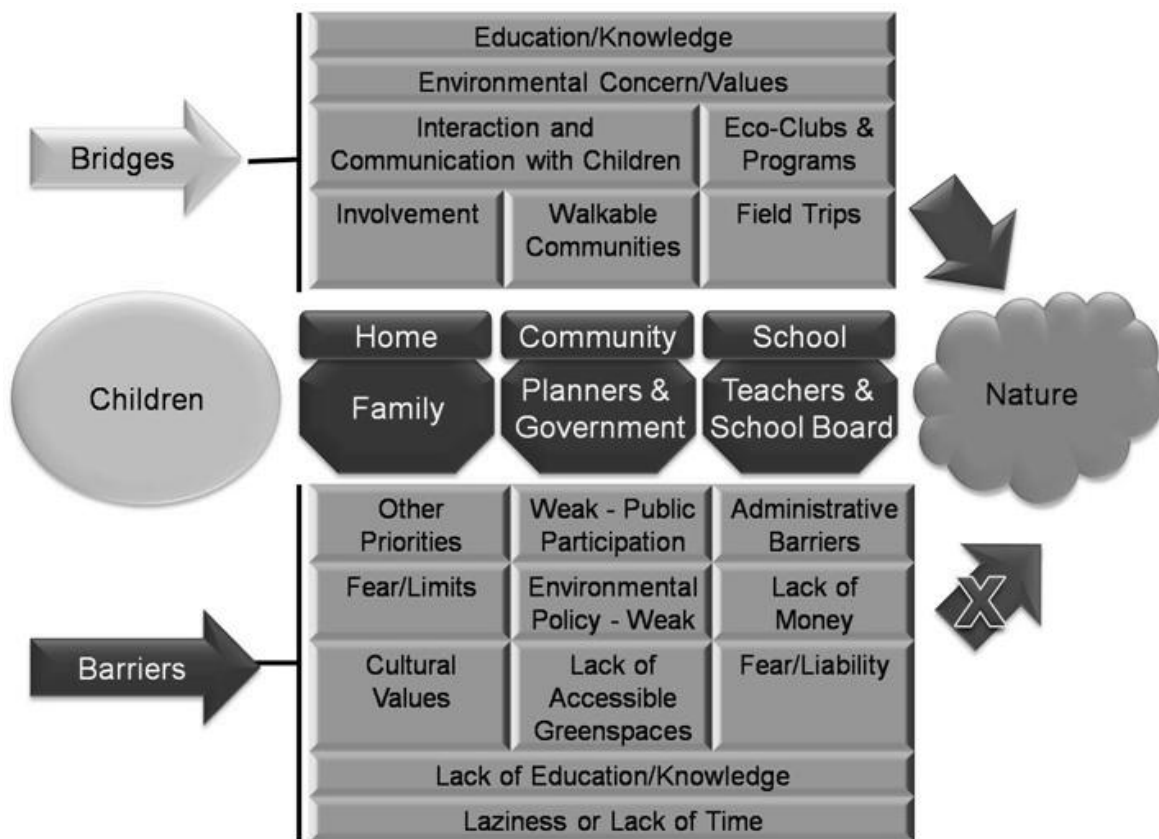 Education/Knowledge
Environmental Concern/Values
Bridges
Interaction and
Communication with Children
Eco-Clubs &
Programs
Involvement
Walkable
Communities
Field Trips
Children
Home
Community
School
Family
Planners &
Government
Teachers &
School Board
Nature
Barriers
Other
Priorities
Weak - Public
Participation
Administrative
Barriers
Fear/Limits
Environmental
Policy - Weak
Lack of
Money
X
Cultural
Values
Lack of
Accessible
Greenspaces
Fear/Liability
Lack of Education/Knowledge
Laziness or Lack of Time